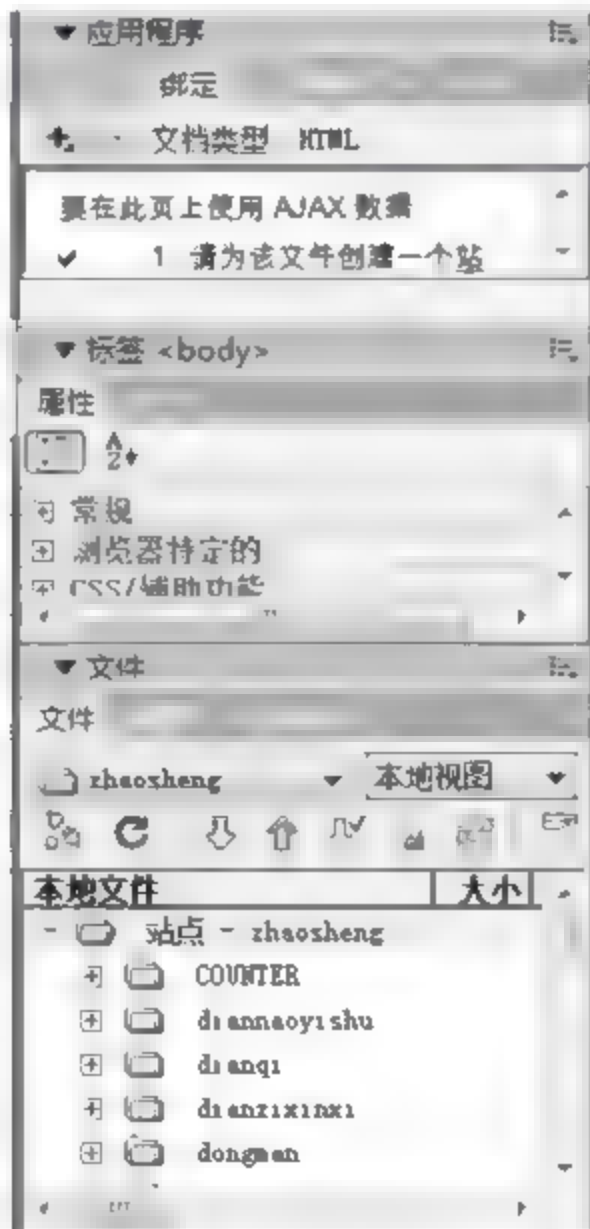 应用程序
绑定
文档类型 HTML
要在此页上使用 AJAX 数据
1 请为该文件创建一个站
标签 <body>
属性
常规
浏览器特定的
CSS/辅助功能
文件
文件
zhaosheng 本地视图
本地文件 大小
站点 - zhaosheng
COUNTER
diannaoyishu
dianqi
dianzixinxi
dongman